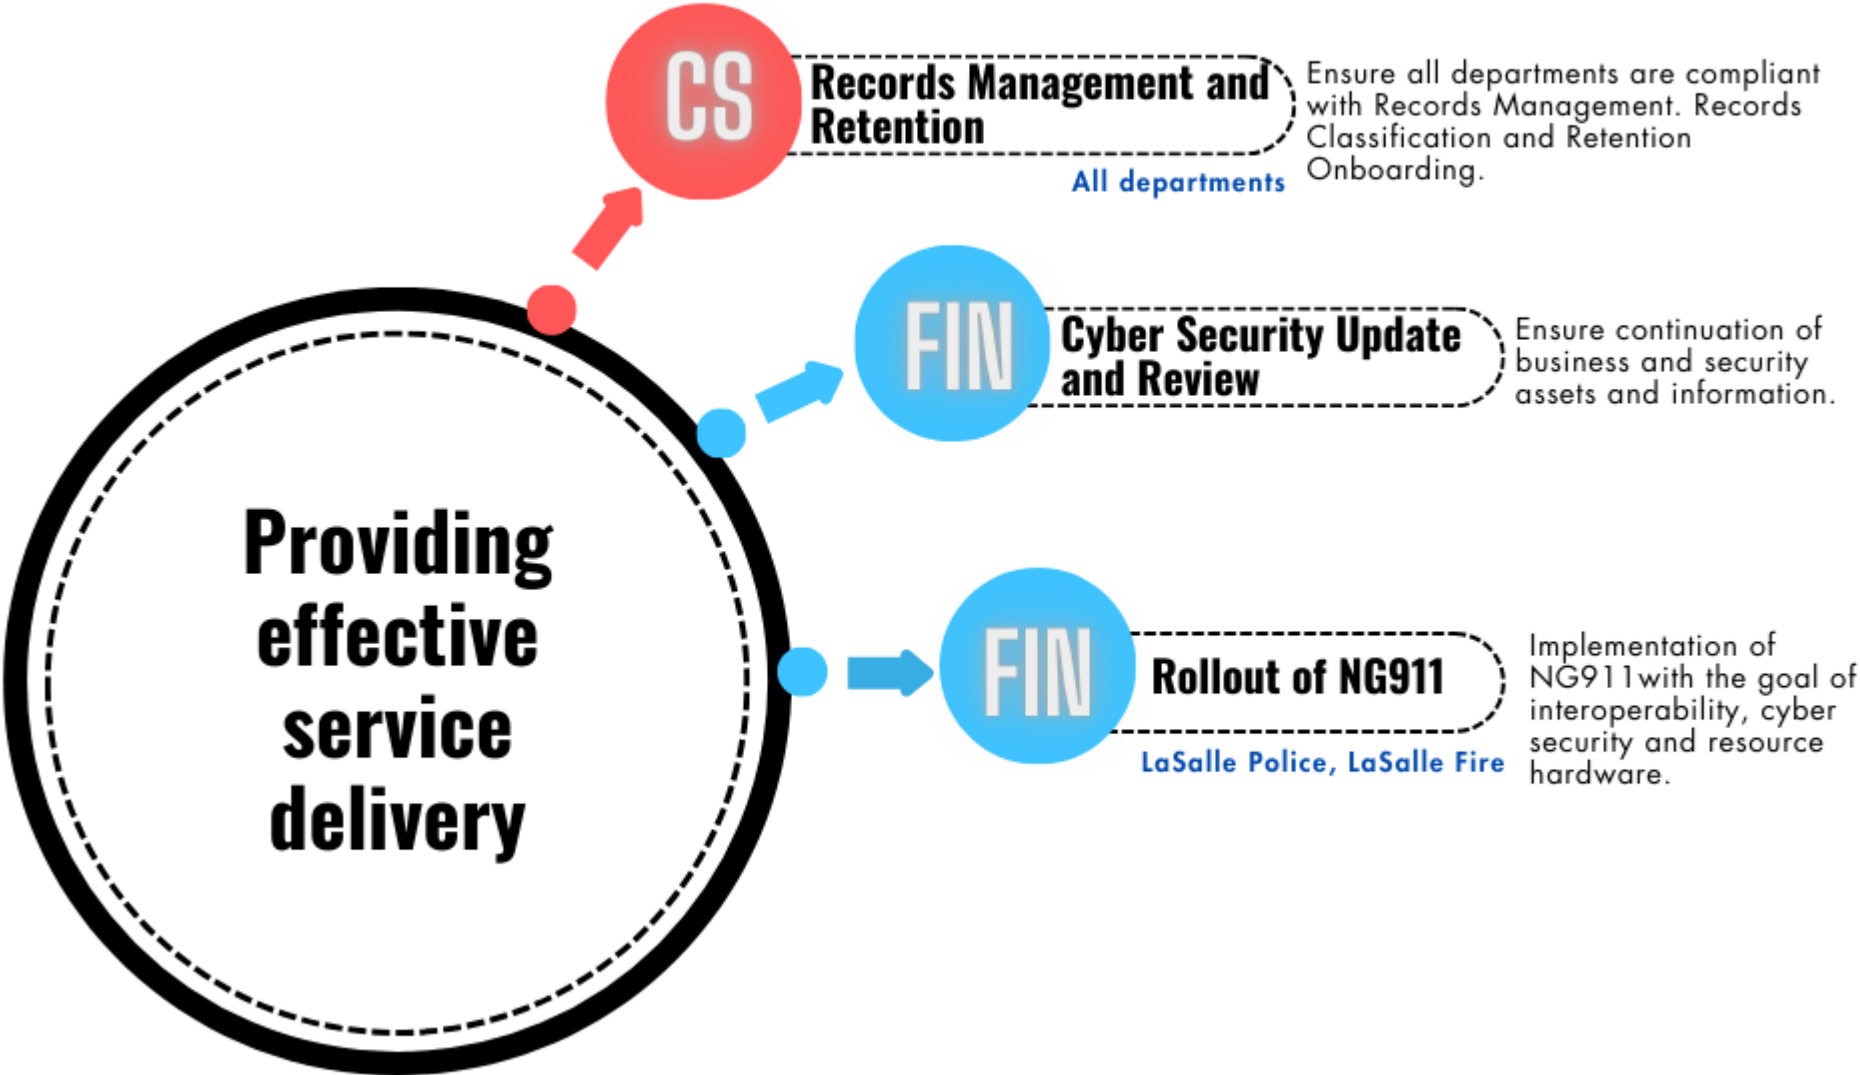 CS
Records Management and
Retention
All departments
Ensure all departments are compliant
with Records Management. Records
Classification and Retention
Onboarding.
FIN
Cyber Security Update
and Review
Ensure continuation of
business and security
assets and information.
Providing
effective
service
delivery
FIN
Rollout of NG911
LaSalle Police, LaSalle Fire
Implementation of
NG911with the goal of
interoperability, cyber
security and resource
hardware.